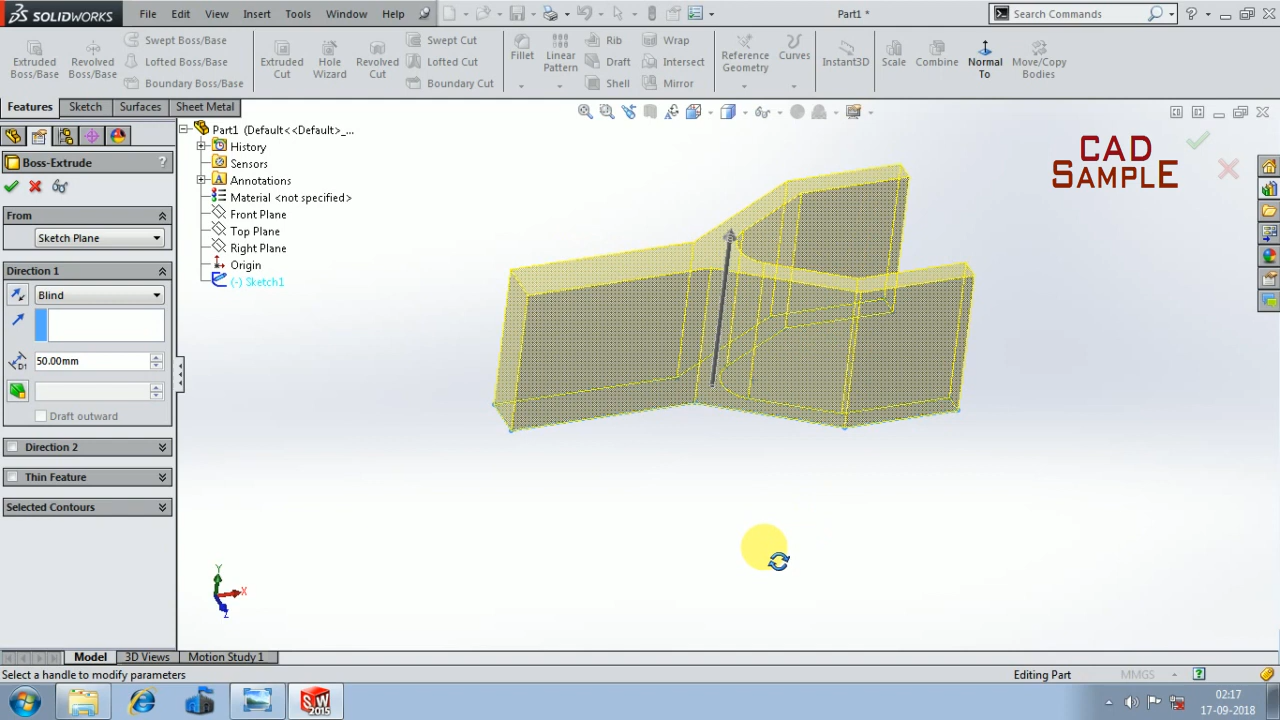 SOLIDWORKS File Edit View Insert Tools Window Help Part1 * Search Commands
Extruded Boss/Base Revolved Boss/Base Swept Boss/Base Lofted Boss/Base Boundary Boss/Base Extruded Cut Hole Wizard Revolved Cut Swept Cut Lofted Cut Boundary Cut Fillet Linear Pattern Rib Draft Shell Wrap Intersect Mirror Reference Geometry Curves Instant3D Scale Combine Normal To Move/Copy Bodies
Features Sketch Surfaces Sheet Metal
Boss-Extrude ?
From
Sketch Plane
Direction 1
Blind
D1
50.00mm
Draft outward
Direction 2
Thin Feature
Selected Contours
Part1 (Default<<Default>_...
History
Sensors
Annotations
Material <not specified>
Front Plane
Top Plane
Right Plane
Origin
(-) Sketch1
CAD
SAMPLE
Y
X
Z
Model 3D Views Motion Study 1
Select a handle to modify parameters Editing Part MMGS ?
SW
2015
02:17
17-09-2018